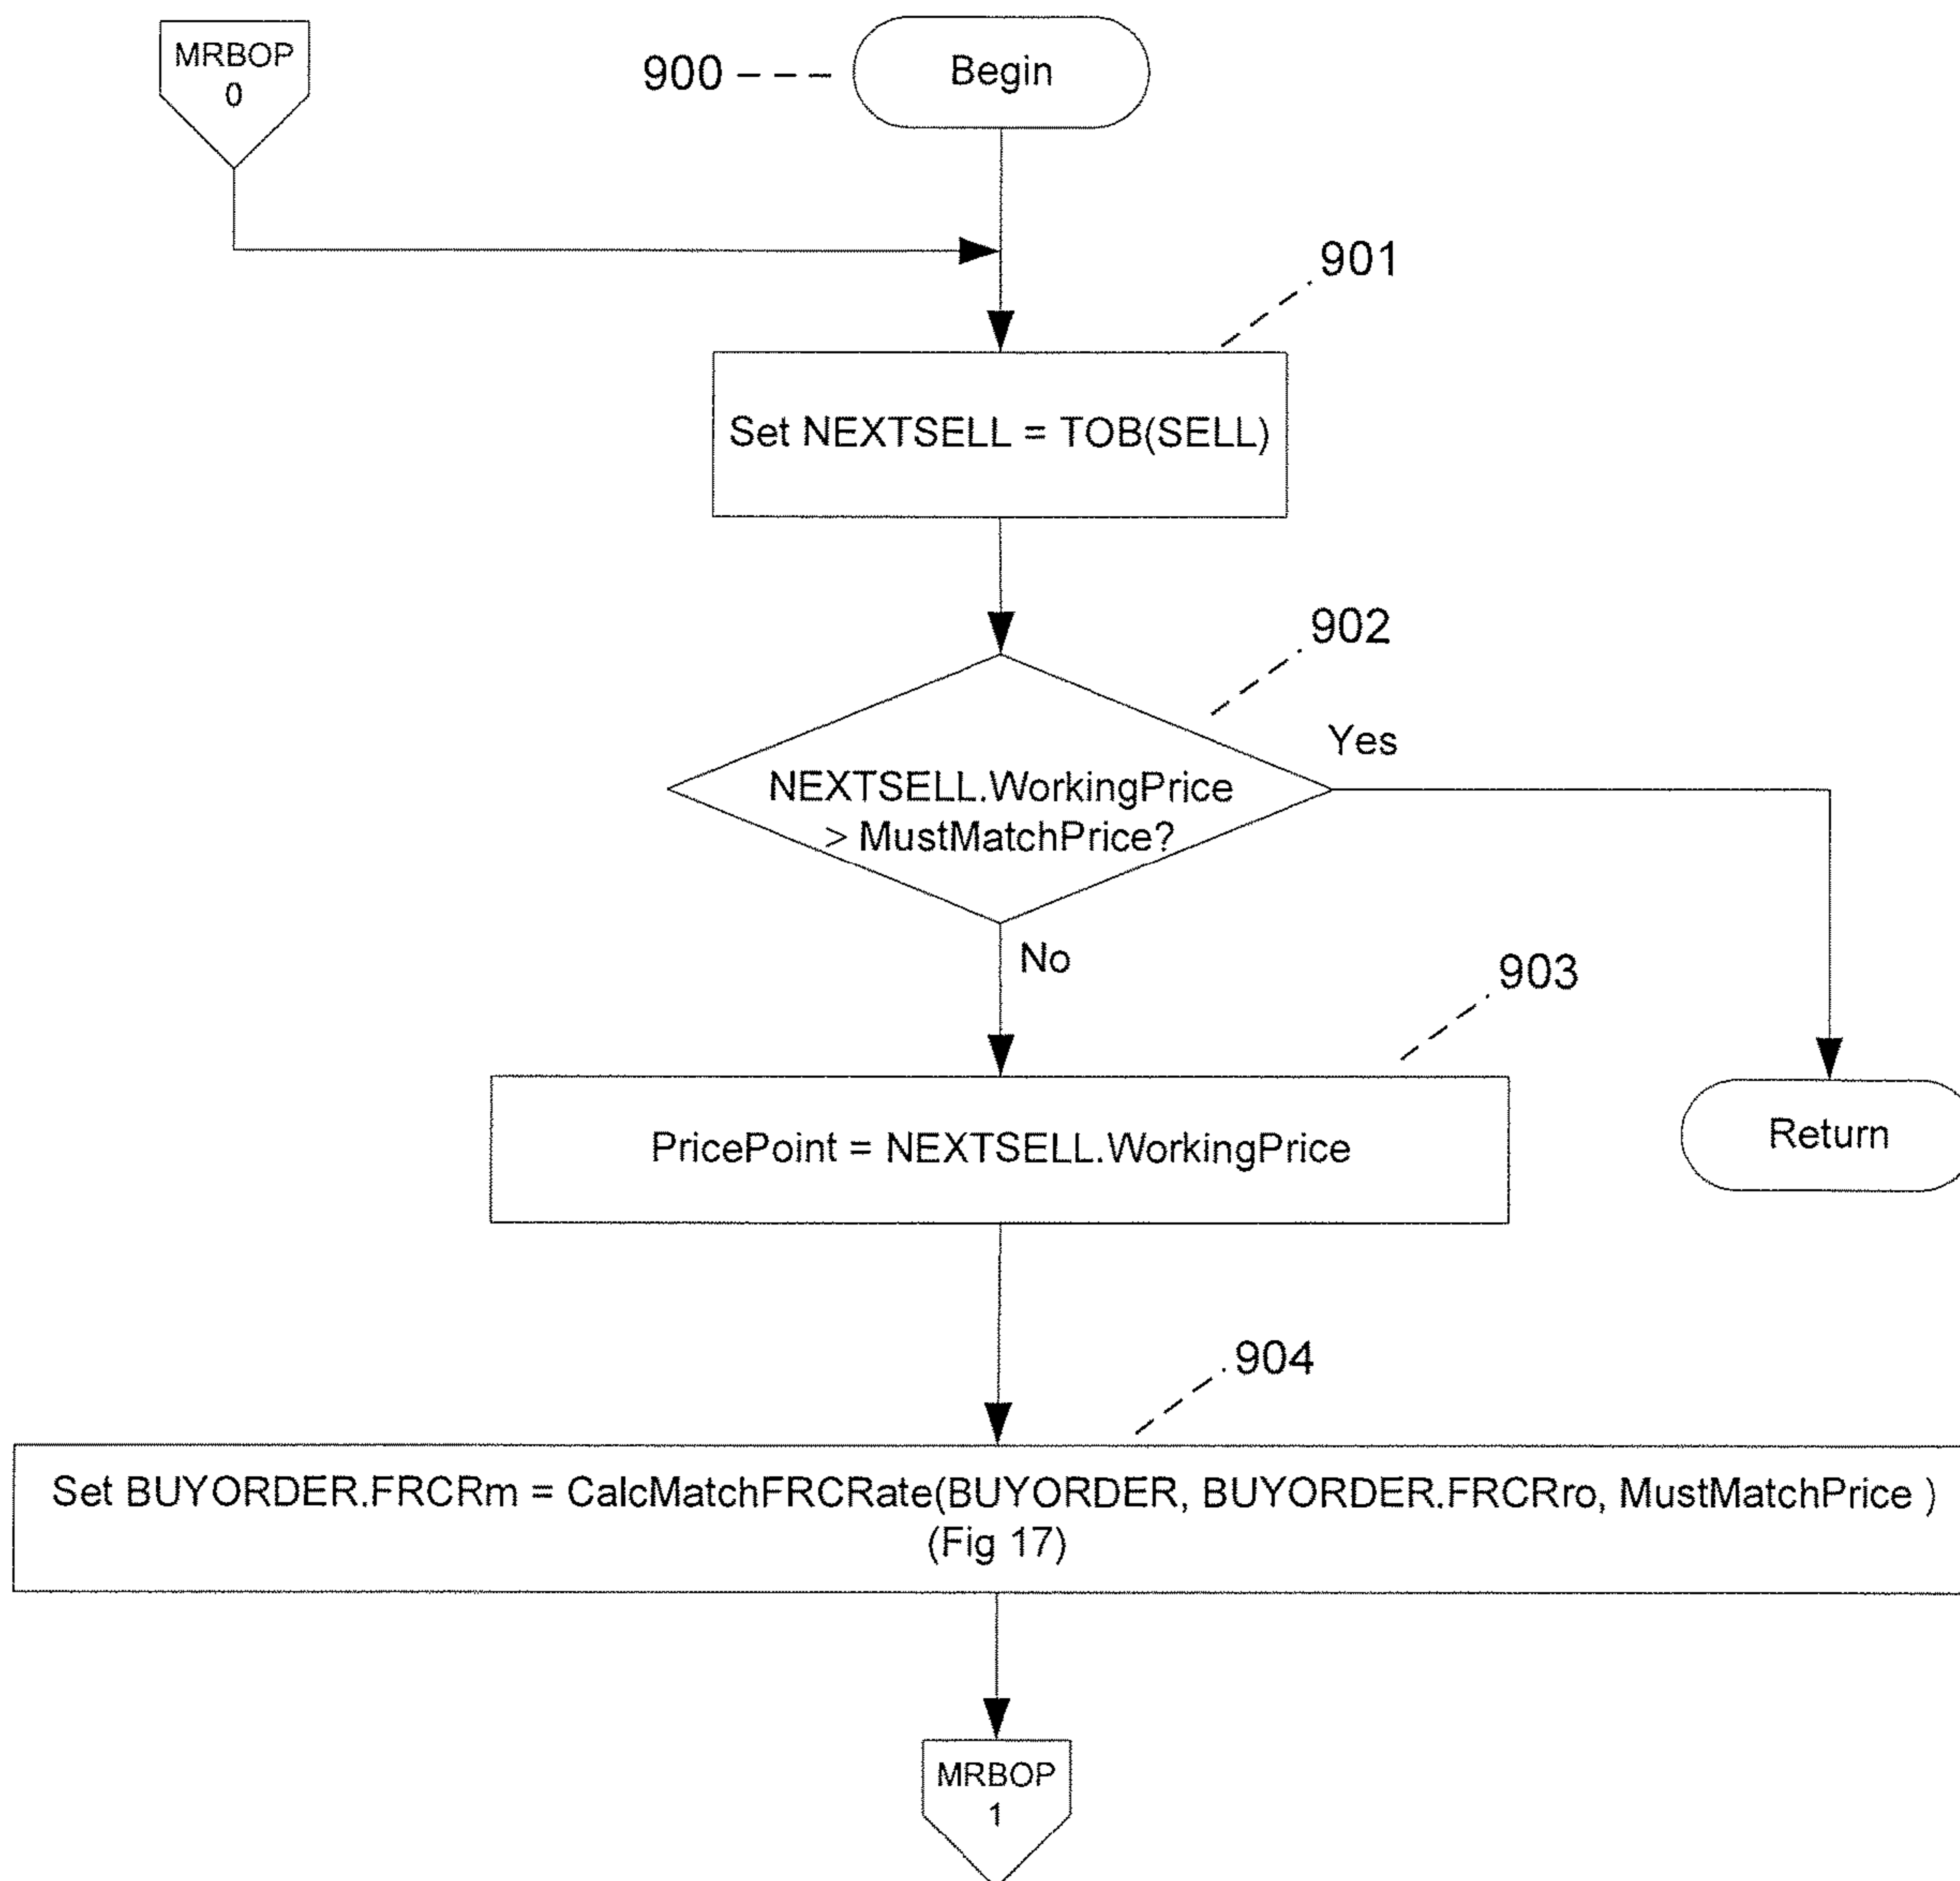 MRBOP
0
900
Begin
901
Set NEXTSELL = TOB(SELL)
902
NEXTSELL.WorkingPrice
> MustMatchPrice?
Yes
No
903
PricePoint = NEXTSELL.WorkingPrice
Return
904
Set BUYORDER.FRCRm = CalcMatchFRCRate(BUYORDER, BUYORDER.FRCRro, MustMatchPrice )
(Fig 17)
MRBOP
1